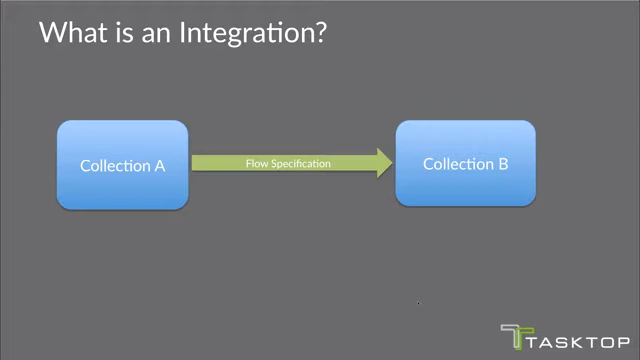 What is an Integration?
Collection A
Flow Specification
Collection B
TASKTOP